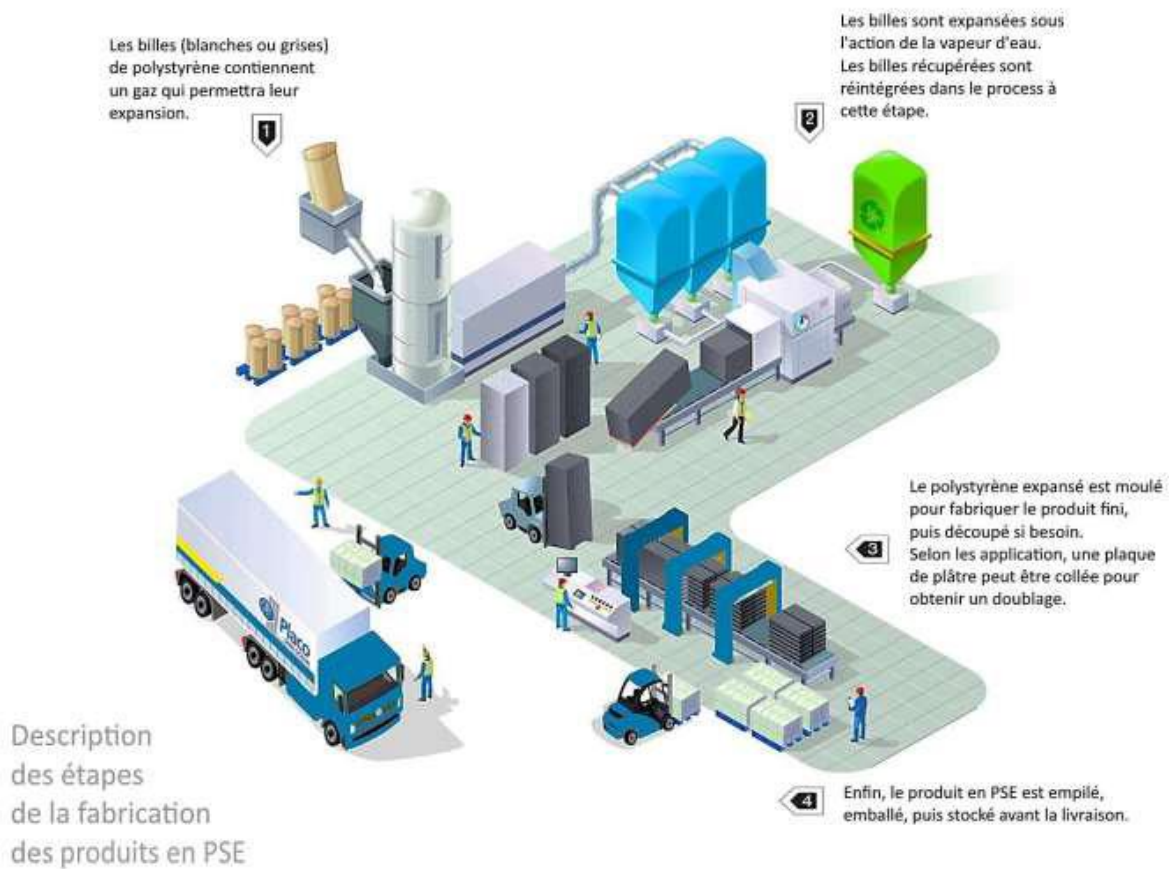 Les billes (blanches ou grises)
de polystyrène contiennent
un gaz qui permettra leur
expansion.
1
Les billes sont expansées sous
l'action de la vapeur d'eau.
Les billes récupérées sont
réintégrées dans le process à
cette étape.
2
Le polystyrène expansé est moulé
pour fabriquer le produit fini,
puis découpé si besoin.
Selon les application, une plaque
de plâtre peut être collée pour
obtenir un doublage.
3
Placo
Enfin, le produit en PSE est empilé,
emballé, puis stocké avant la livraison.
4
Description
des étapes
de la fabrication
des produits en PSE